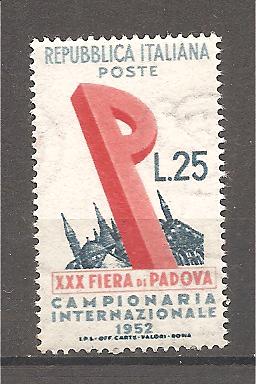 REPUBBLICA ITALIANA
POSTE
P
L.25
XXX FIERA DI PADOVA
CAMPIONARIA
INTERNAZIONALE
1952
I.P.S.-OFF. CARTE-VALORI-ROMA